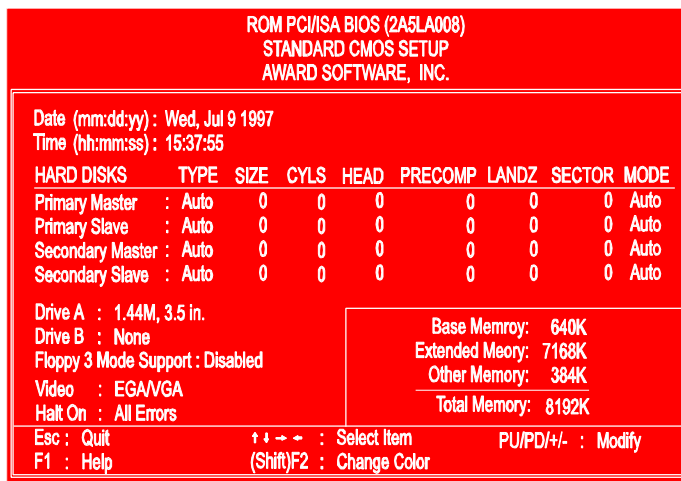 ROM PCI/ISA BIOS (2A5LA008)
STANDARD CMOS SETUP
AWARD SOFTWARE, INC.
Date (mm:dd:yy) : Wed, Jul 9 1997
Time (hh:mm:ss) : 15:37:55
HARD DISKS TYPE SIZE CYLS HEAD PRECOMP LANDZ SECTOR MODE
Primary Master : Auto 0 0 0 0 0 0 Auto
Primary Slave : Auto 0 0 0 0 0 0 Auto
Secondary Master : Auto 0 0 0 0 0 0 Auto
Secondary Slave : Auto 0 0 0 0 0 0 Auto
Drive A : 1.44M, 3.5 in.
Drive B : None
Floppy 3 Mode Support : Disabled
Video : EGA/VGA
Halt On : All Errors
Base Memroy: 640K
Extended Meory: 7168K
Other Memory: 384K
Total Memory: 8192K
Esc : Quit ↑ ↓ → ← : Select Item PU/PD/+/- : Modify
F1 : Help (Shift)F2 : Change Color